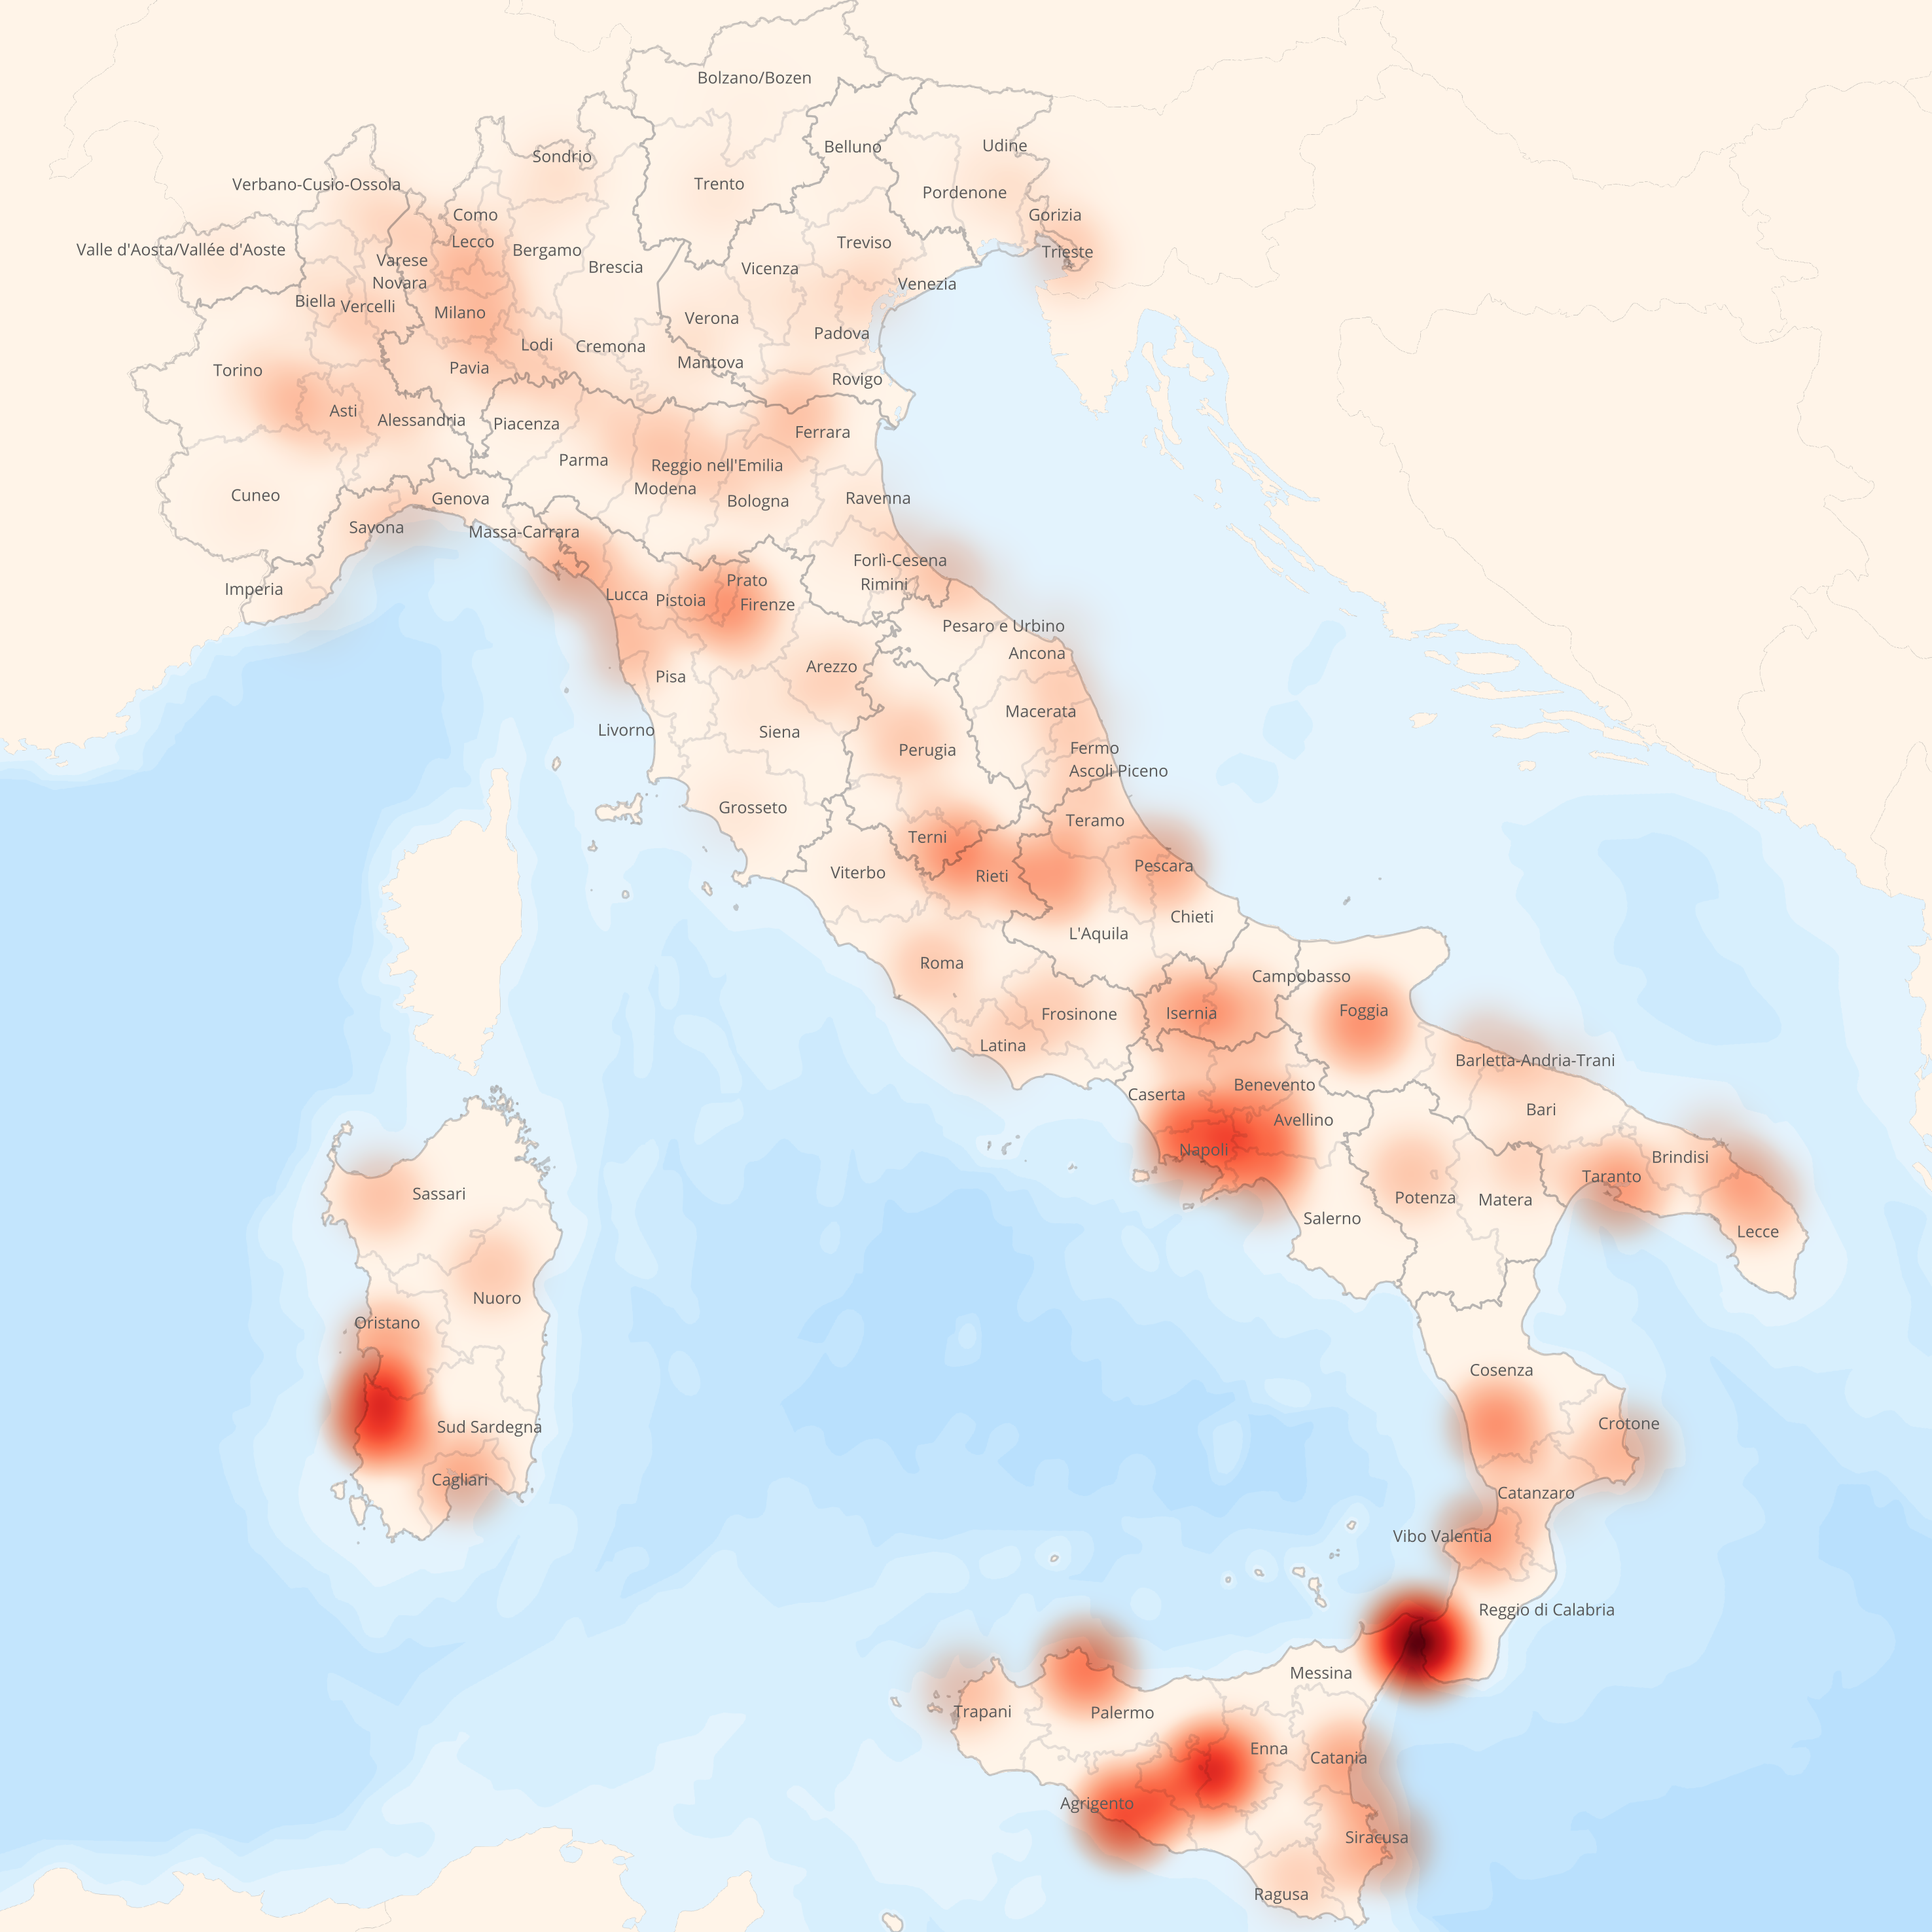 Bolzano/Bozen
Belluno
Udine
Sondrio
Trento
Verbano-Cusio-Ossola
Pordenone
Como
Gorizia
Lecco
Treviso
Valle d'Aosta/Vallée d'Aoste
Bergamo
Trieste
Varese
Brescia
Vicenza
Novara
Venezia
Biella
Vercelli
Milano
Verona
Padova
Lodi
Cremona
Mantova
Torino
Pavia
Rovigo
Asti
Alessandria
Piacenza
Ferrara
Parma
Reggio nell'Emilia
Modena
Cuneo
Genova
Bologna
Ravenna
Savona
Massa-Carrara
Forlì-Cesena
Imperia
Prato
Rimini
Lucca
Pistoia
Firenze
Pesaro e Urbino
Ancona
Arezzo
Pisa
Macerata
Livorno
Siena
Perugia
Fermo
Ascoli Piceno
Grosseto
Teramo
Terni
Viterbo
Rieti
Pescara
Chieti
L'Aquila
Roma
Campobasso
Frosinone
Isernia
Foggia
Latina
Barletta-Andria-Trani
Caserta
Benevento
Bari
Avellino
Napoli
Brindisi
Taranto
Sassari
Potenza
Matera
Salerno
Lecce
Nuoro
Oristano
Cosenza
Sud Sardegna
Crotone
Cagliari
Catanzaro
Vibo Valentia
Reggio di Calabria
Messina
Trapani
Palermo
Enna
Catania
Agrigento
Siracusa
Ragusa